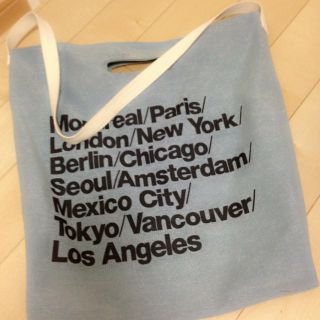 Montreal/Paris/
London/New York/
Berlin/Chicago/
Seoul/Amsterdam/
Mexico City/
Tokyo/Vancouver/
Los Angeles